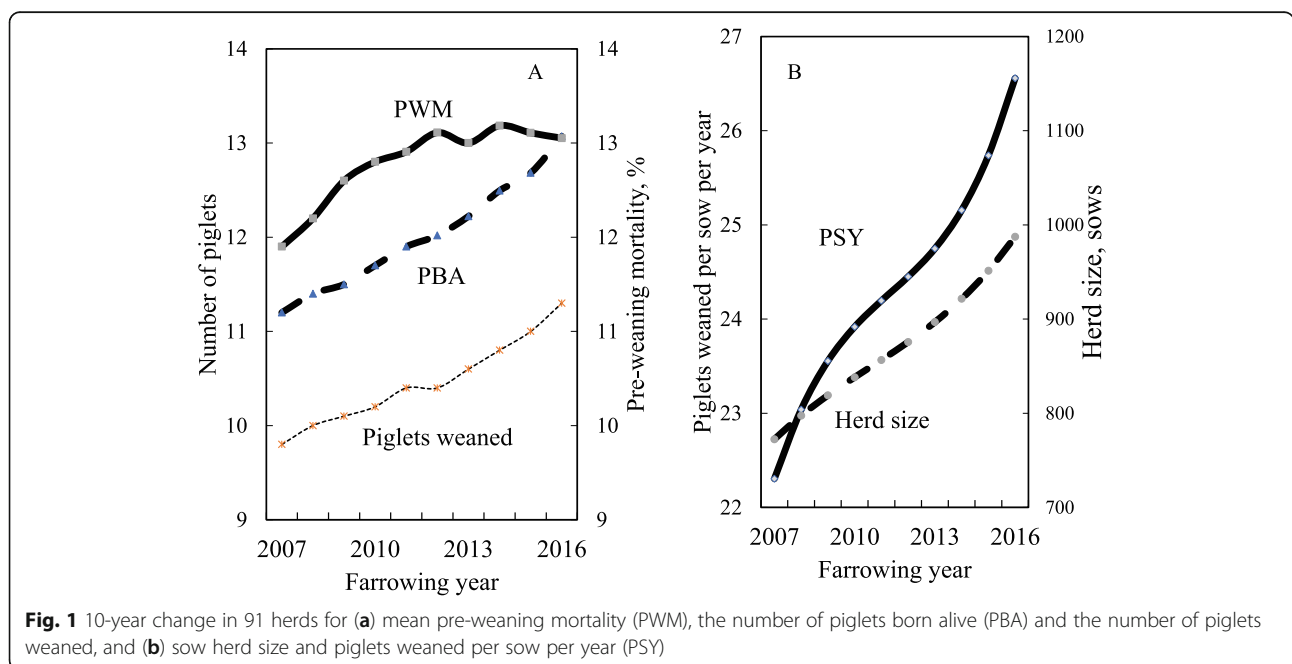 14
13
12
11
10
9
Number of piglets
A
PWM
PBA
Piglets weaned
14
13
12
11
10
9
Pre-weaning mortality, %
2007 2010 2013 2016
Farrowing year
27
26
25
24
23
22
Piglets weaned per sow per year
B
PSY
Herd size
1200
1100
1000
900
800
700
Herd size, sows
2007 2010 2013 2016
Farrowing year
Fig. 1 10-year change in 91 herds for (a) mean pre-weaning mortality (PWM), the number of piglets born alive (PBA) and the number of piglets
weaned, and (b) sow herd size and piglets weaned per sow per year (PSY)